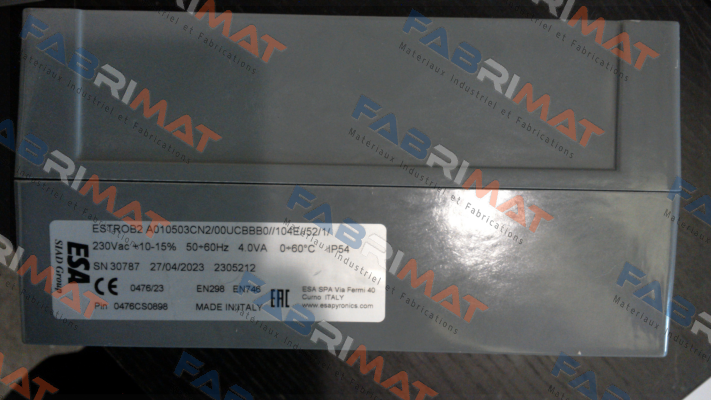 FABRIMAT
Materiaux Industriel et Fabrications
ESTROB2 A010503CN2/00UCBBB0//104E//52/1/
230Vac +10-15% 50÷60Hz 4.0VA 0÷60°C IP54
SN 30787 27/04/2023 2305212
ESA
SIAD Group
CE 0476/23 EN298 EN746 EAC
ESA SPA Via Fermi 40
Curno ITALY
Pin 0476CS0898 MADE IN ITALY www.esapyronics.com